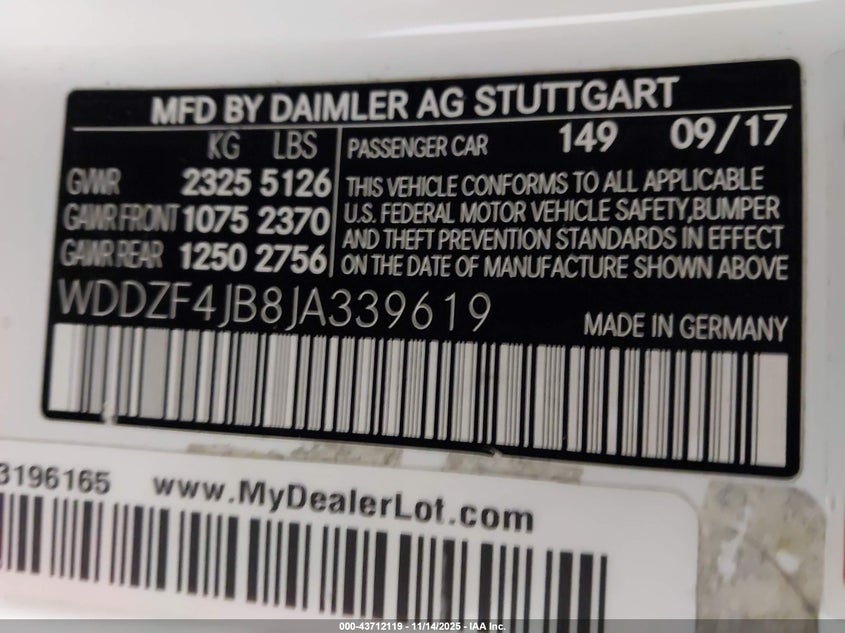 MFD BY DAIMLER AG STUTTGART
KG LBS
GVWR 2325 5126
GAWR FRONT 1075 2370
GAWR REAR 1250 2756
PASSENGER CAR 149 09/17
THIS VEHICLE CONFORMS TO ALL APPLICABLE
U.S. FEDERAL MOTOR VEHICLE SAFETY,BUMPER
AND THEFT PREVENTION STANDARDS IN EFFECT
ON THE DATE OF MANUFACTURE SHOWN ABOVE
WDDZF4JB8JA339619
MADE IN GERMANY
3196165 www.MyDealerLot.com
000-43712119 - 11/14/2025 - IAA Inc.